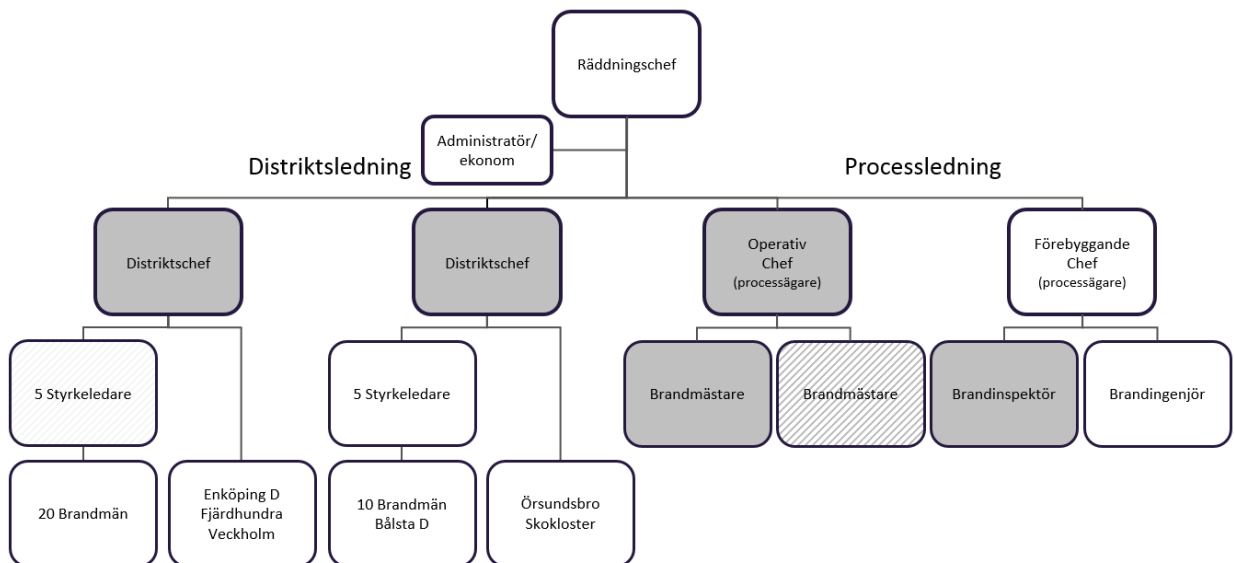 Räddningschef
Administratör/
ekonom
Distriktsledning
Processledning
Distriktschef
Distriktschef
Operativ
Chef
(processägare)
Förebyggande
Chef
(processägare)
5 Styrkeledare
5 Styrkeledare
Brandmästare
Brandmästare
Brandinspektör
Brandingenjör
20 Brandmän
Enköping D
Fjärdhundra
Veckholm
10 Brandmän
Bålsta D
Örsundsbro
Skokloster